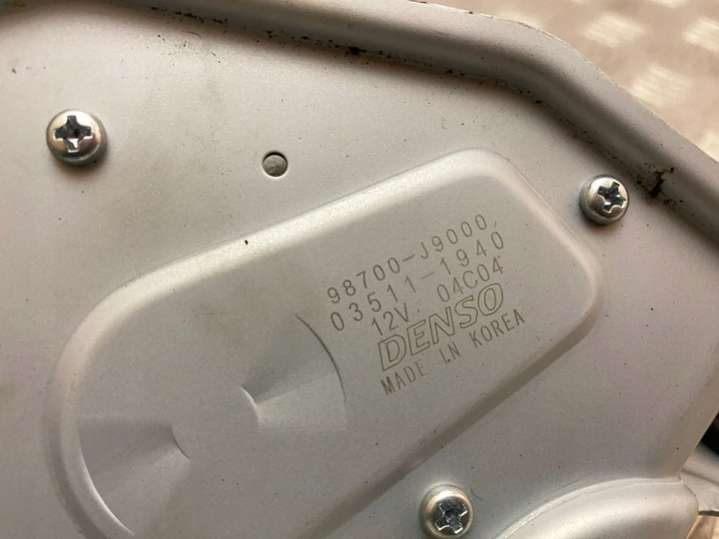 98700-J9000,
03511-1940
12V. 04C04
DENSO
MADE IN KOREA